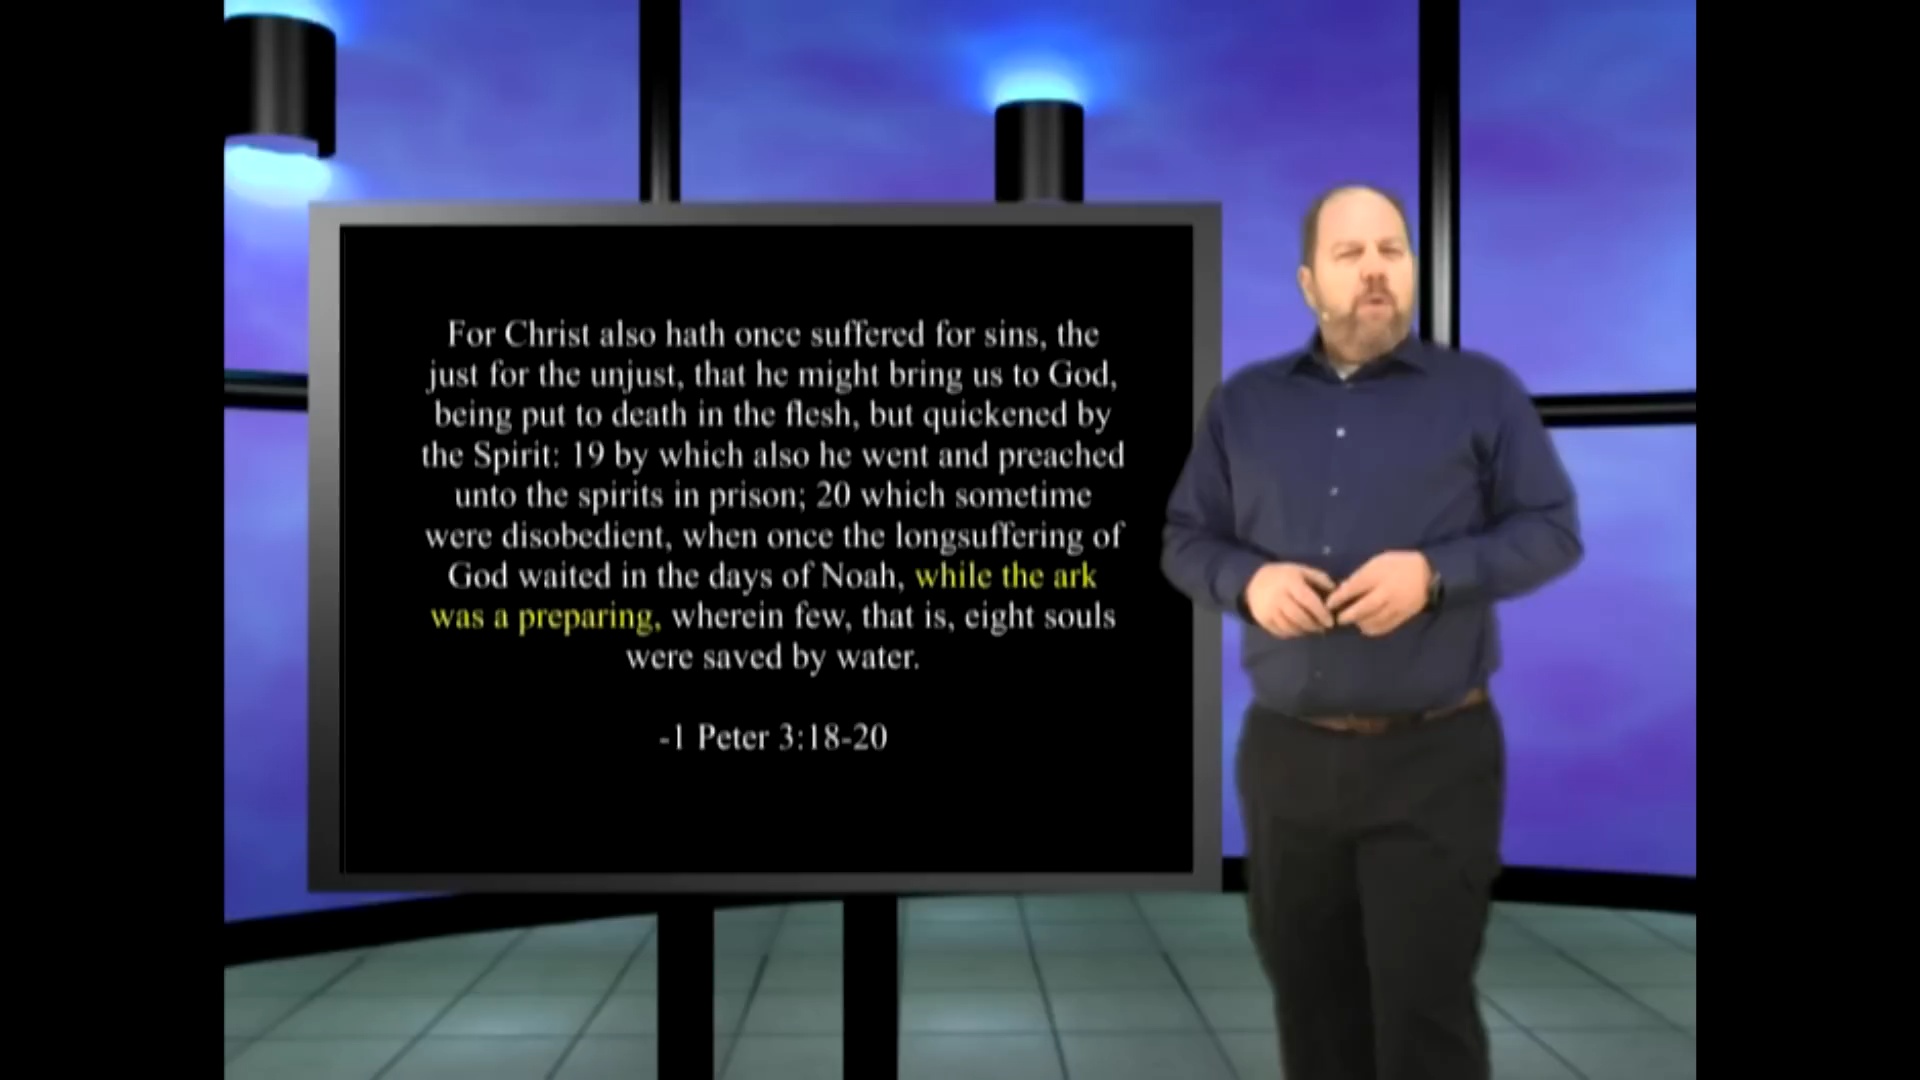 For Christ also hath once suffered for sins, the
just for the unjust, that he might bring us to God,
being put to death in the flesh, but quickened by
the Spirit: 19 by which also he went and preached
unto the spirits in prison; 20 which sometime
were disobedient, when once the longsuffering of
God waited in the days of Noah, while the ark
was a preparing, wherein few, that is, eight souls
were saved by water.
-1 Peter 3:18-20